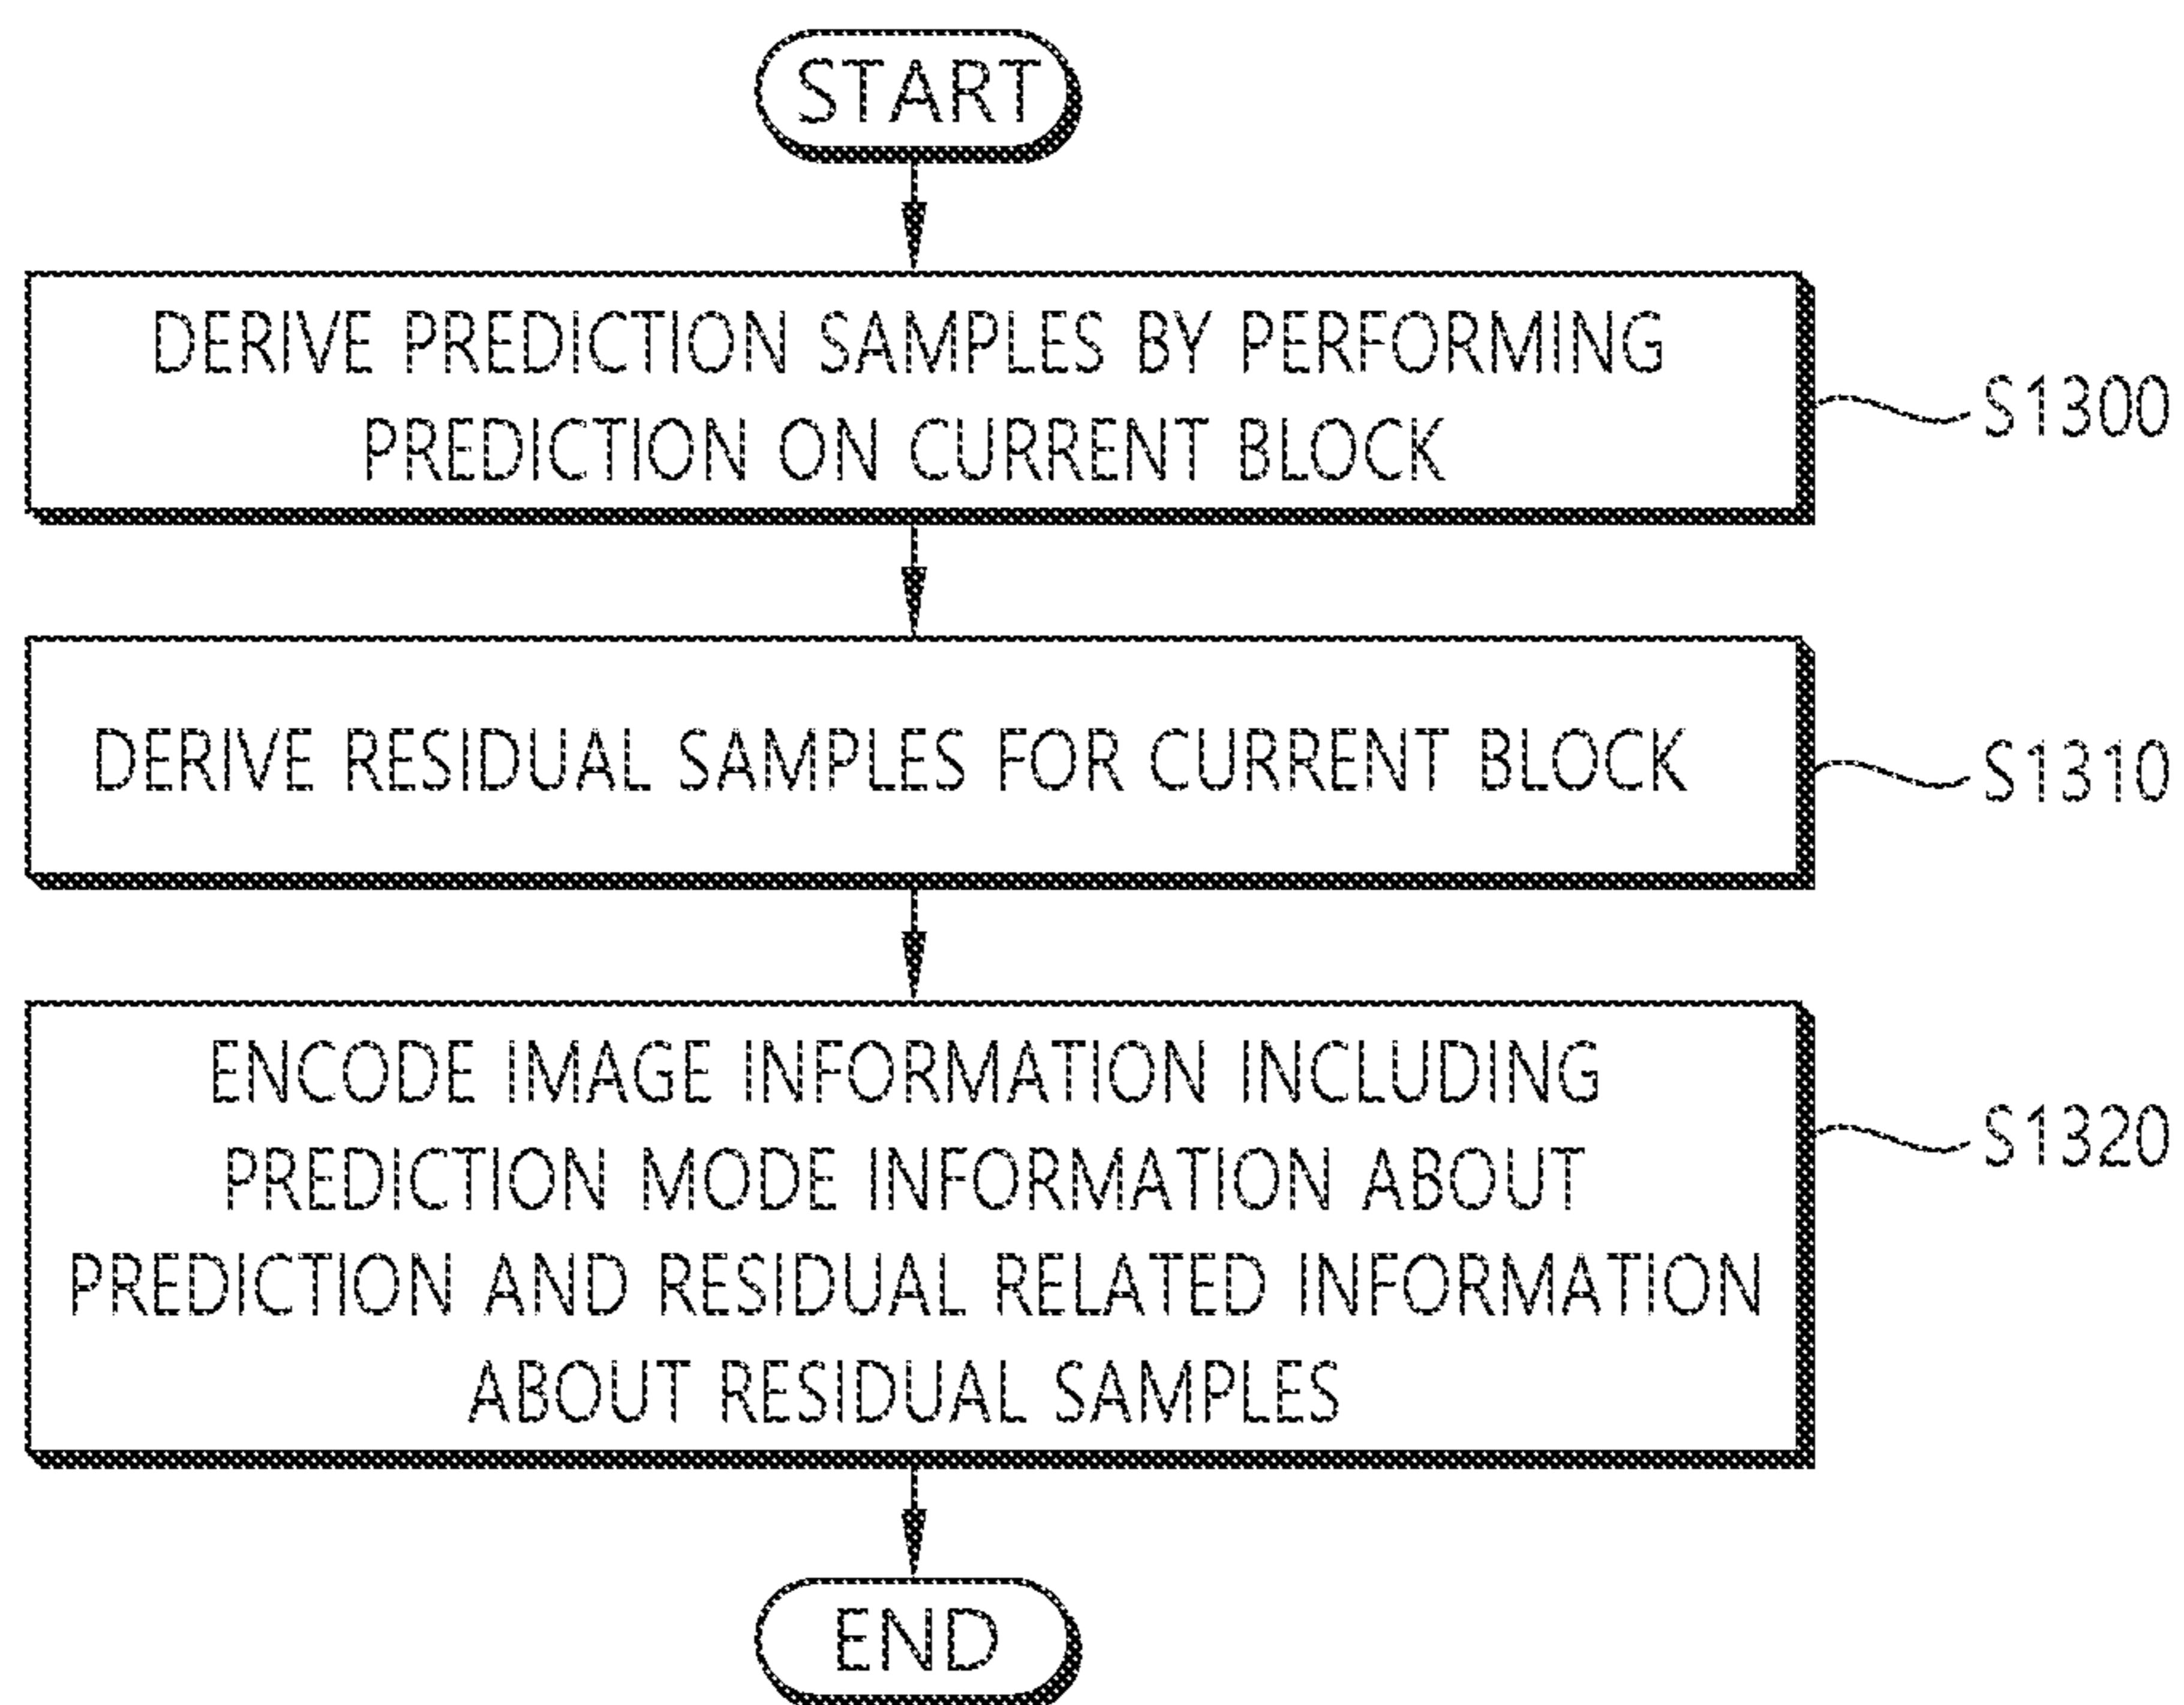 START
DERIVE PREDICTION SAMPLES BY PERFORMING
PREDICTION ON CURRENT BLOCK
S1300
DERIVE RESIDUAL SAMPLES FOR CURRENT BLOCK
S1310
ENCODE IMAGE INFORMATION INCLUDING
PREDICTION MODE INFORMATION ABOUT
PREDICTION AND RESIDUAL RELATED INFORMATION
ABOUT RESIDUAL SAMPLES
S1320
END